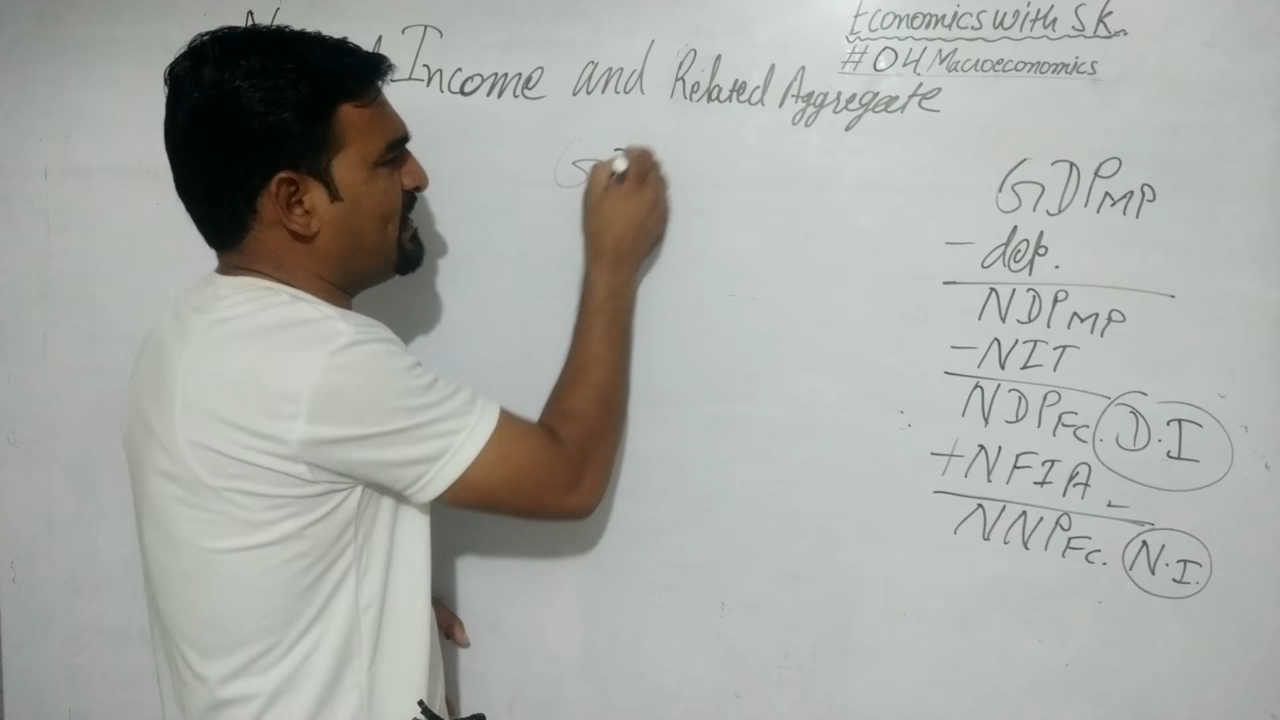 Economics with S.K.
#04 Macroeconomics
Income and Related Aggregate
G
GDPMP
- dep.
NDPMP
-NIT
NDPFC. D.I
+NFIA
NNPFC. N.I.